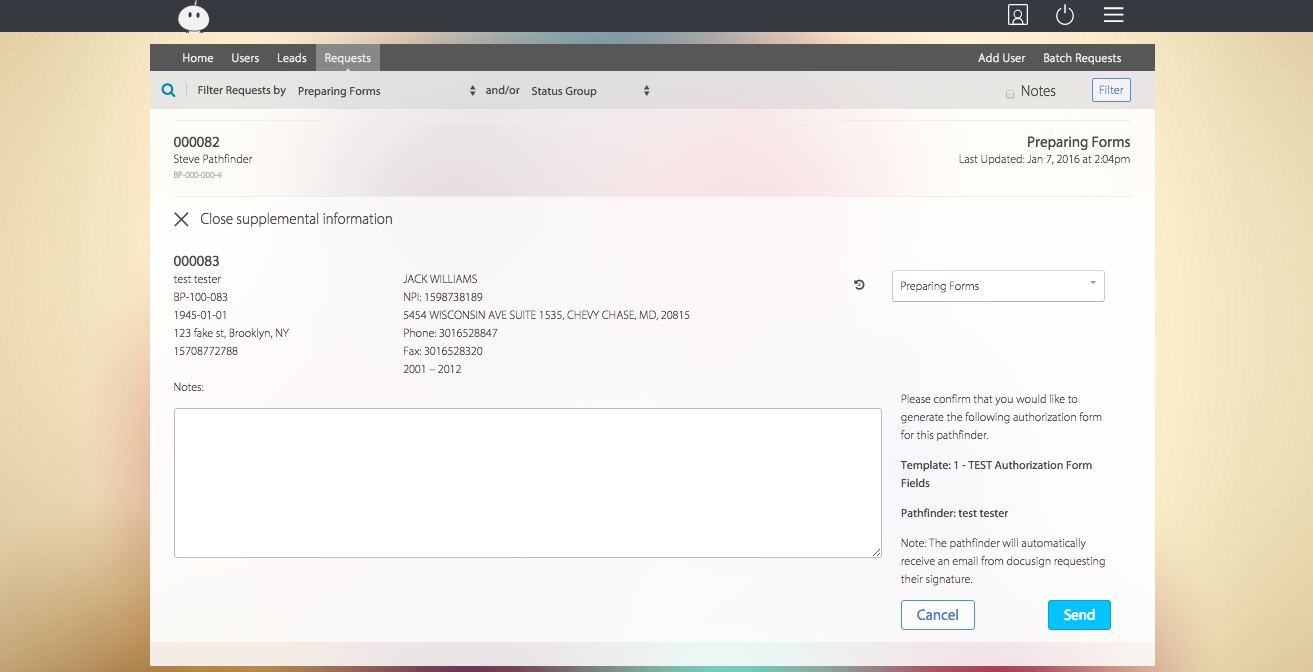 Home Users Leads Requests Add User Batch Requests
Filter Requests by Preparing Forms and/or Status Group Notes Filter
000082 Preparing Forms
Steve Pathfinder Last Updated: Jan 7, 2016 at 2:04pm
BP-000-000-4
Close supplemental information
000083
test tester
BP-100-083
1945-01-01
123 fake st, Brooklyn, NY
15708772788
JACK WILLIAMS
NPI: 1598738189
5454 WISCONSIN AVE SUITE 1535, CHEVY CHASE, MD, 20815
Phone: 3016528847
Fax: 3016528320
2001 – 2012
Preparing Forms
Notes:
Please confirm that you would like to
generate the following authorization form
for this pathfinder.
Template: 1 - TEST Authorization Form
Fields
Pathfinder: test tester
Note: The pathfinder will automatically
receive an email from docusign requesting
their signature.
Cancel Send